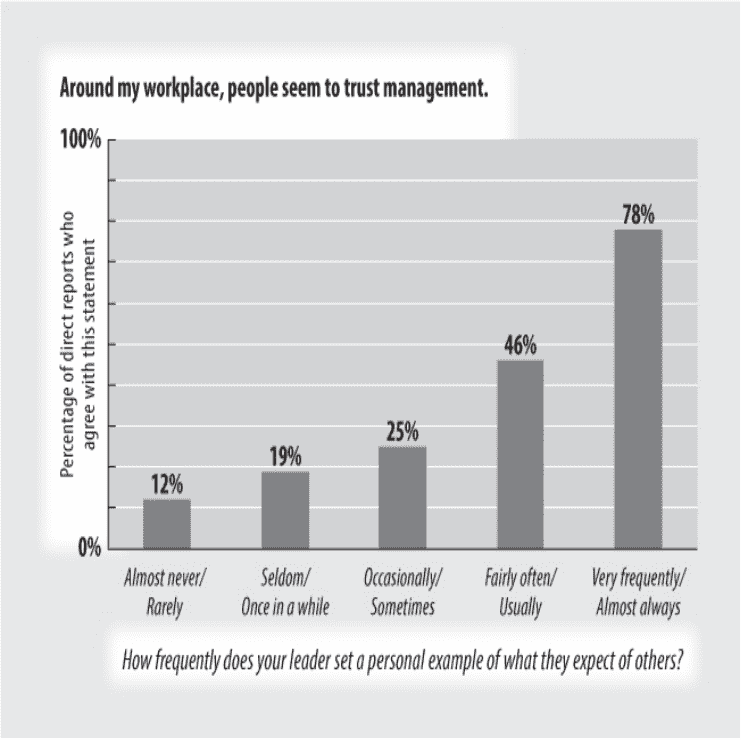 Around my workplace, people seem to trust management.
100%
Percentage of direct reports who
agree with this statement
78%
46%
25%
19%
12%
0%
Almost never/
Rarely
Seldom/
Once in a while
Occasionally/
Sometimes
Fairly often/
Usually
Very frequently/
Almost always
How frequently does your leader set a personal example of what they expect of others?